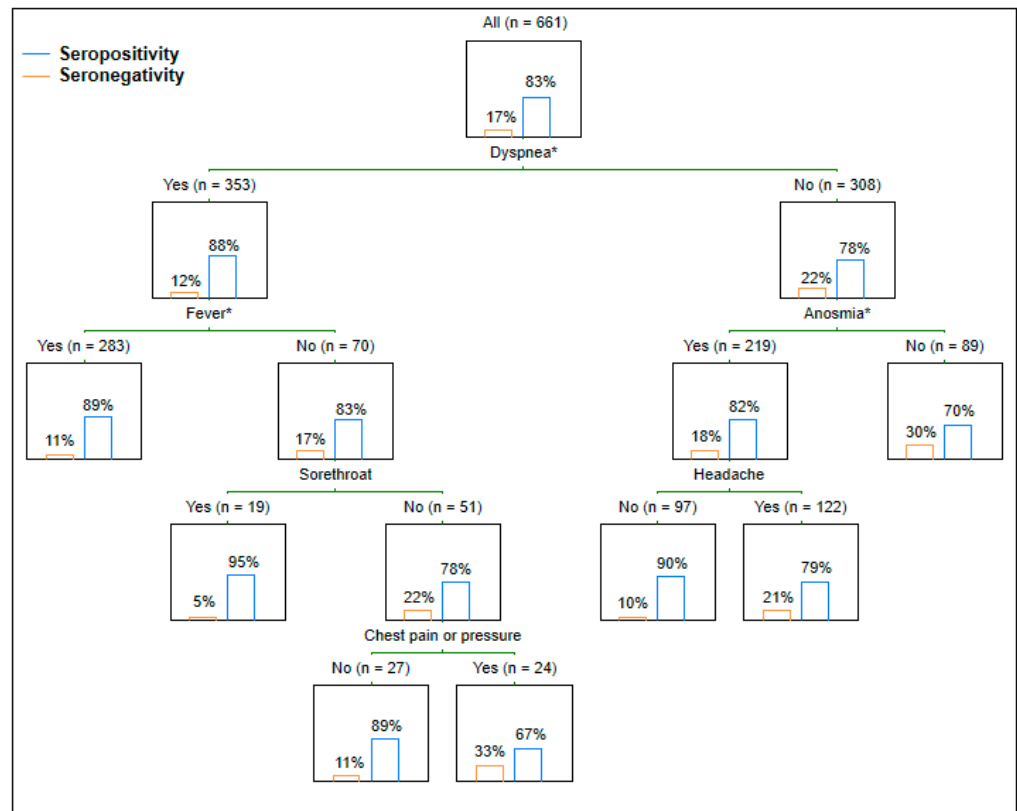 All (n = 661)
Seropositivity
Seronegativity
83%
17%
Dyspnea*
Yes (n = 353)
No (n = 308)
88%
12%
78%
22%
Fever*
Anosmia*
Yes (n = 283)
No (n = 70)
Yes (n = 219)
No (n = 89)
89%
11%
83%
17%
82%
18%
70%
30%
Sorethroat
Headache
Yes (n = 19)
No (n = 51)
No (n = 97)
Yes (n = 122)
95%
5%
78%
22%
90%
10%
79%
21%
Chest pain or pressure
No (n = 27)
Yes (n = 24)
89%
11%
67%
33%